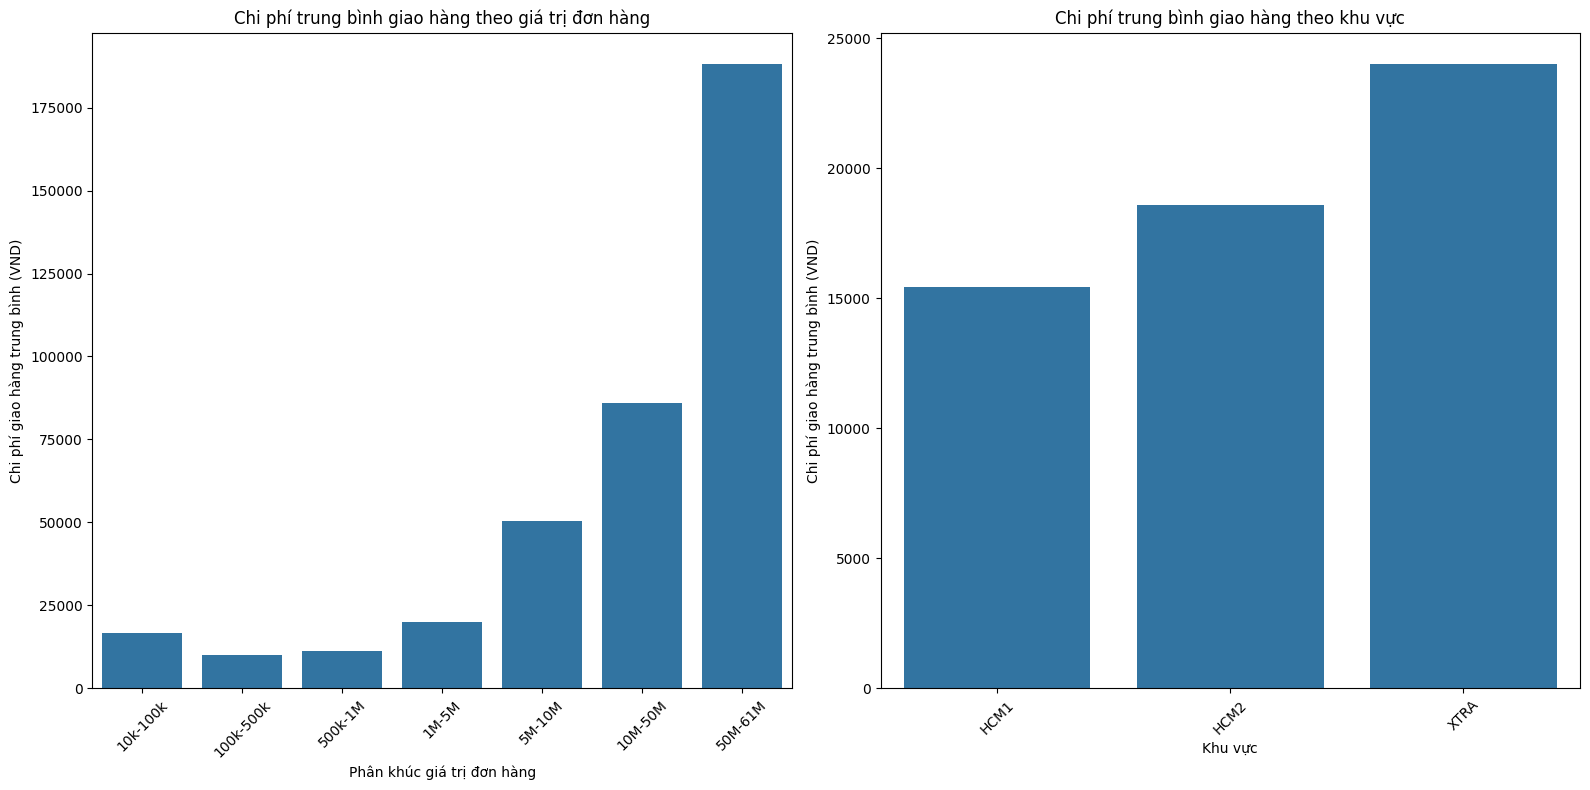 Chi phí trung bình giao hàng theo giá trị đơn hàng
Chi phí giao hàng trung bình (VND)
175000
150000
125000
100000
75000
50000
25000
0
10k-100k
100k-500k
500k-1M
1M-5M
5M-10M
10M-50M
50M-61M
Phân khúc giá trị đơn hàng
Chi phí trung bình giao hàng theo khu vực
Chi phí giao hàng trung bình (VND)
25000
20000
15000
10000
5000
0
HCM1
HCM2
XTRA
Khu vực